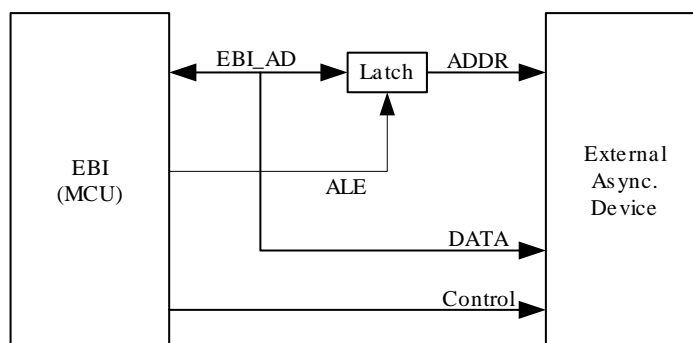 EBI_AD
Latch
ADDR
EBI
(MCU)
ALE
External
Async.
Device
DATA
Control